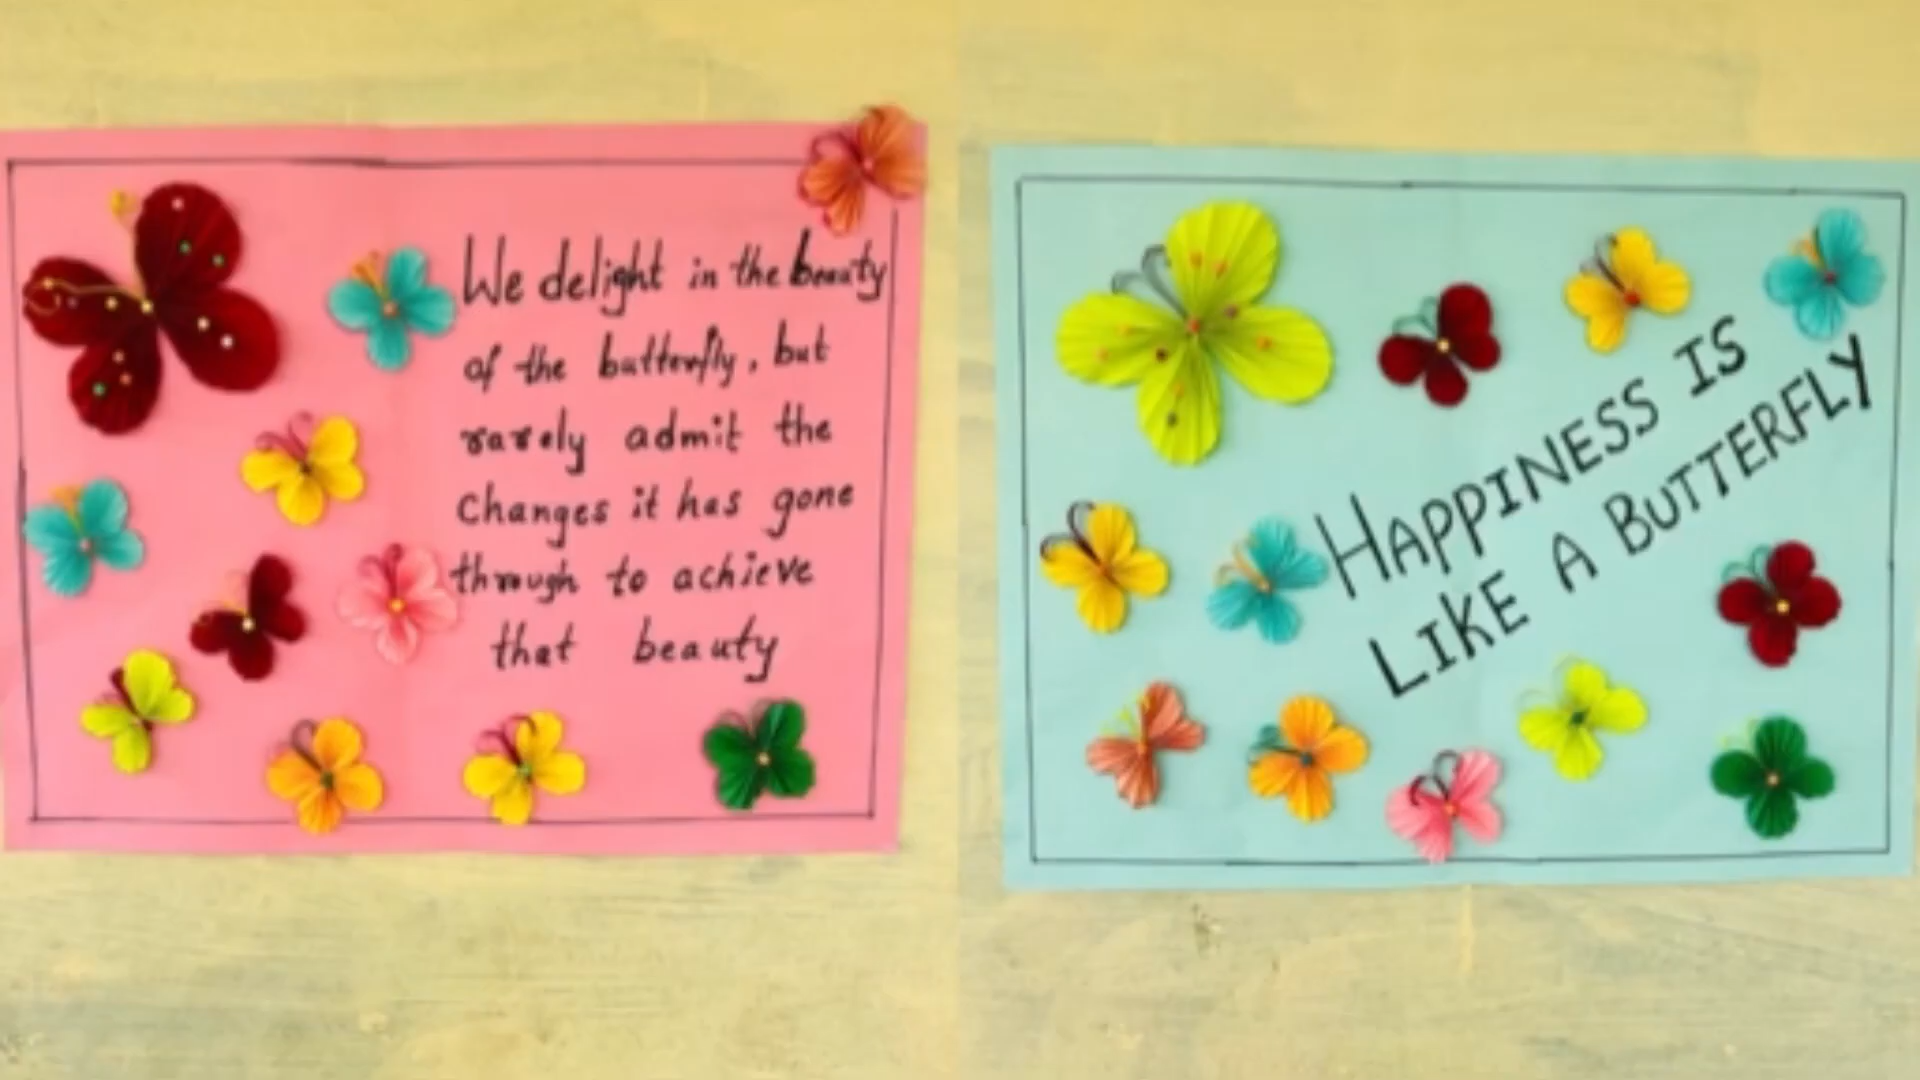 We delight in the beauty
of the butterfly, but
rarely admit the
changes it has gone
through to achieve
that beauty
HAPPINESS IS
LIKE A BUTTERFLY